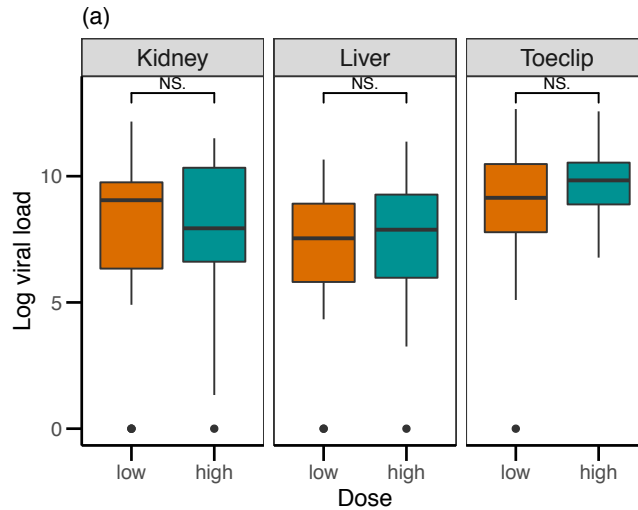 (a)
Kidney Liver Toeclip
NS. NS. NS.
10
5
0
Log viral load
low high low high low high
Dose